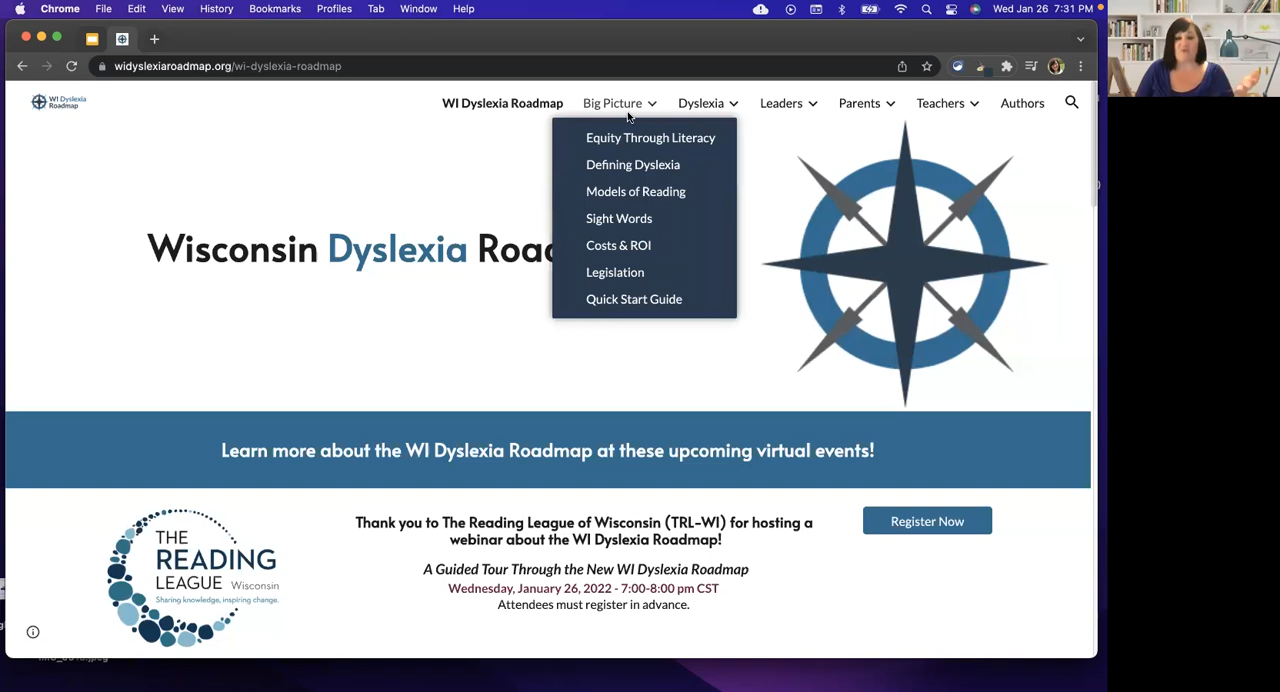 Chrome File Edit View History Bookmarks Profiles Tab Window Help Wed Jan 26 7:31 PM
widyslexiaroadmap.org/wi-dyslexia-roadmap
WI Dyslexia
Roadmap
WI Dyslexia Roadmap Big Picture Dyslexia Leaders Parents Teachers Authors
Equity Through Literacy
Defining Dyslexia
Models of Reading
Sight Words
Costs & ROI
Legislation
Quick Start Guide
Wisconsin Dyslexia Road
Learn more about the WI Dyslexia Roadmap at these upcoming virtual events!
THE
READING
LEAGUE Wisconsin
Sharing knowledge, inspiring change.
Thank you to The Reading League of Wisconsin (TRL-WI) for hosting a
webinar about the WI Dyslexia Roadmap!
A Guided Tour Through the New WI Dyslexia Roadmap
Wednesday, January 26, 2022 - 7:00-8:00 pm CST
Attendees must register in advance.
Register Now